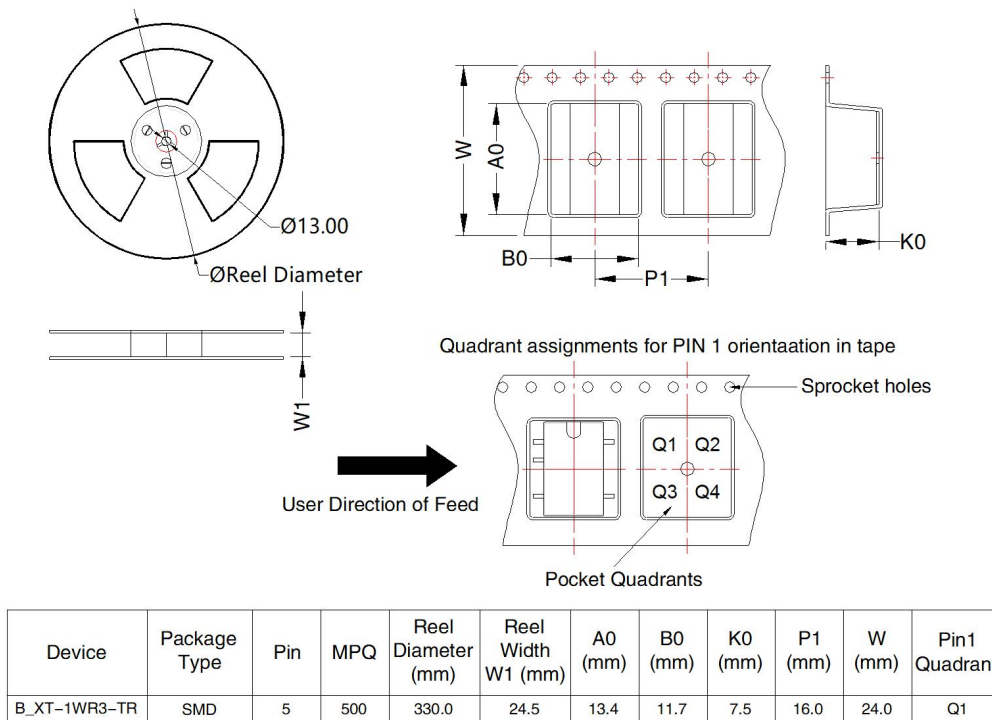 Ø13.00
ØReel Diameter
W1
W
A0
B0
P1
K0
Quadrant assignments for PIN 1 orientaation in tape
Sprocket holes
Q1 Q2
Q3 Q4
User Direction of Feed
Pocket Quadrants
Device Package Type Pin MPQ Reel Diameter (mm) Reel Width W1 (mm) A0 (mm) B0 (mm) K0 (mm) P1 (mm) W (mm) Pin1 Quadran
B_XT-1WR3-TR SMD 5 500 330.0 24.5 13.4 11.7 7.5 16.0 24.0 Q1